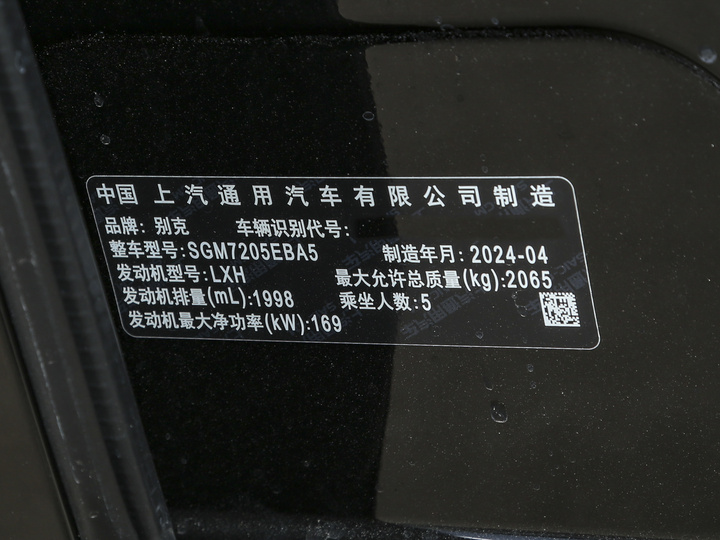 中国 上汽通用汽车有限公司制造
品牌: 别克 车辆识别代号:
整车型号:SGM7205EBA5 制造年月: 2024-04
发动机型号:LXH 最大允许总质量(kg):2065
发动机排量(mL):1998 乘坐人数:5
发动机最大净功率(kW):169